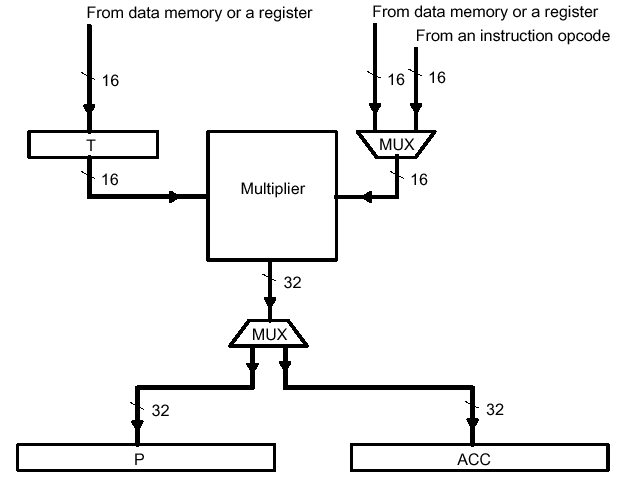 From data memory or a register
From data memory or a register
From an instruction opcode
16
16
16
T
MUX
16
16
Multiplier
32
MUX
32
32
P
ACC